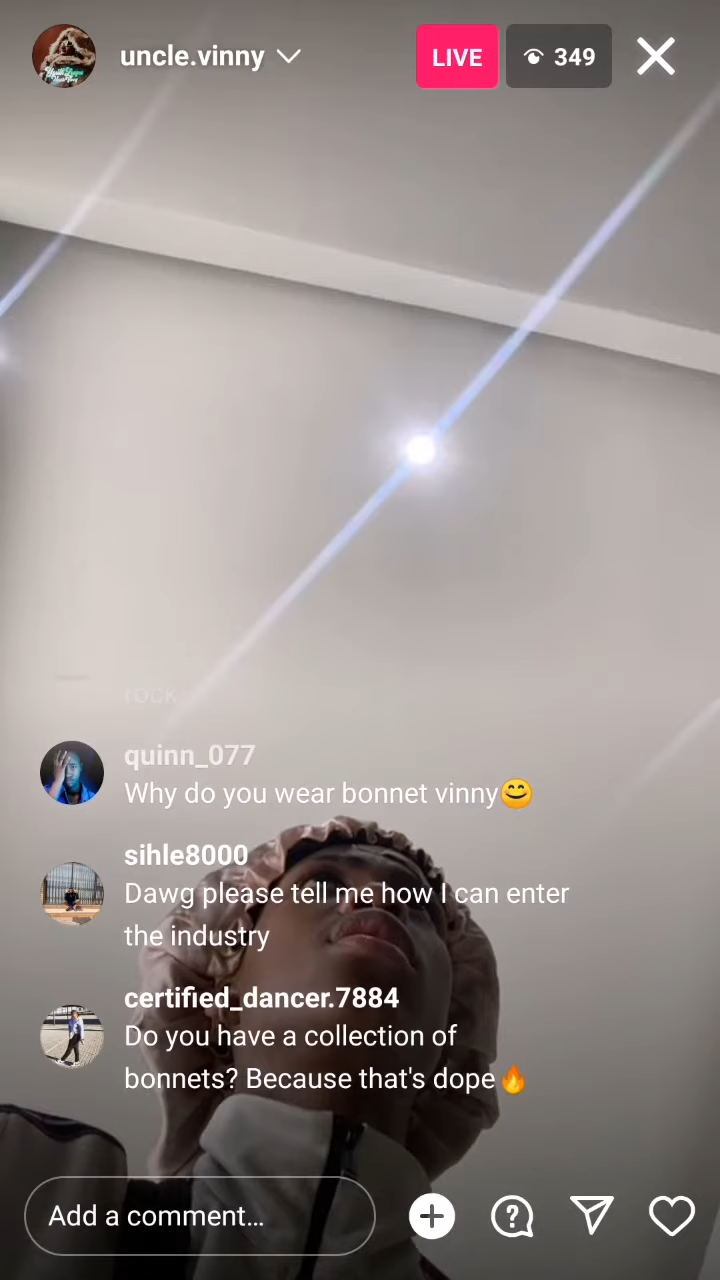 uncle.vinny
LIVE
349
quinn_077
Why do you wear bonnet vinny😊
sihle8000
Dawg please tell me how I can enter
the industry
certified_dancer.7884
Do you have a collection of
bonnets? Because that's dope🔥
Add a comment...